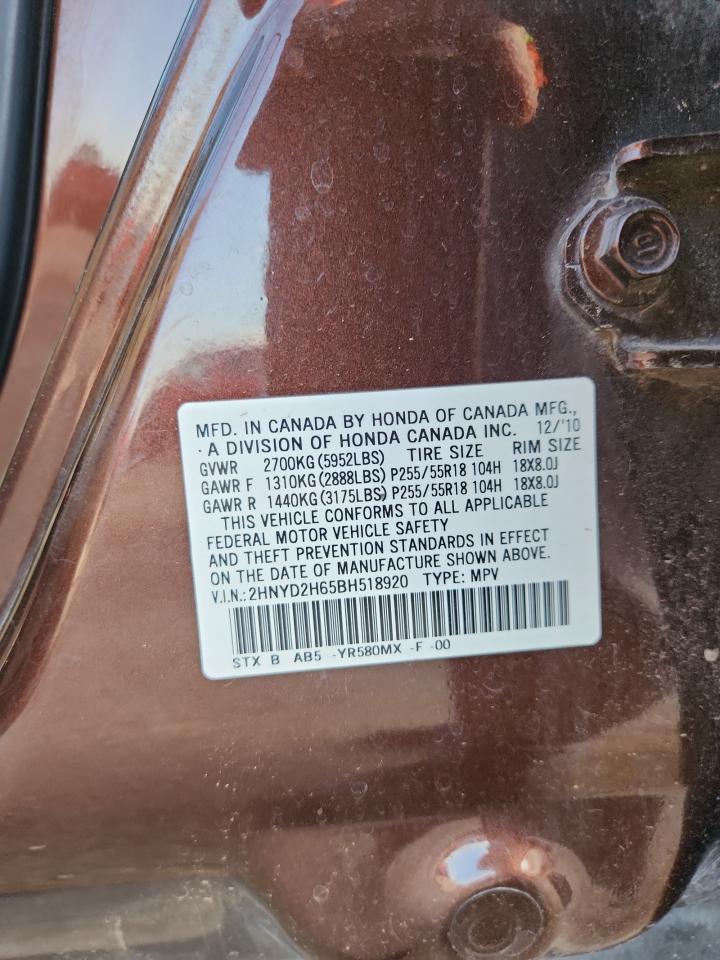 MFD. IN CANADA BY HONDA OF CANADA MFG.,
· A DIVISION OF HONDA CANADA INC. 12/'10
GVWR 2700KG(5952LBS) TIRE SIZE RIM SIZE
GAWR F 1310KG(2888LBS) P255/55R18 104H 18X8.0J
GAWR R 1440KG(3175LBS) P255/55R18 104H 18X8.0J
THIS VEHICLE CONFORMS TO ALL APPLICABLE
FEDERAL MOTOR VEHICLE SAFETY
AND THEFT PREVENTION STANDARDS IN EFFECT
ON THE DATE OF MANUFACTURE SHOWN ABOVE.
V.I.N.:2HNYD2H65BH518920 TYPE: MPV
STX B AB5 -YR580MX -F -00